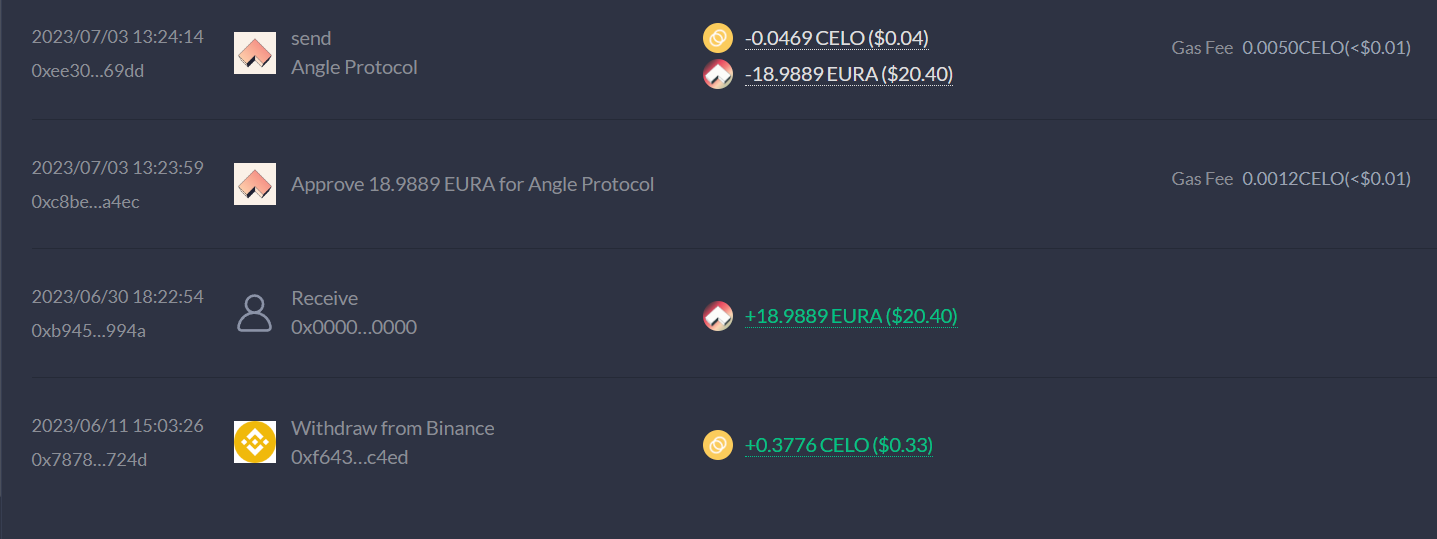 2023/07/03 13:24:14
0xee30...69dd
send
Angle Protocol
-0.0469 CELO ($0.04)
-18.9889 EURA ($20.40)
Gas Fee 0.0050CELO(<$0.01)
2023/07/03 13:23:59
0xc8be...a4ec
Approve 18.9889 EURA for Angle Protocol
Gas Fee 0.0012CELO(<$0.01)
2023/06/30 18:22:54
0xb945...994a
Receive
0x0000...0000
+18.9889 EURA ($20.40)
2023/06/11 15:03:26
0x7878...724d
Withdraw from Binance
0xf643...c4ed
+0.3776 CELO ($0.33)